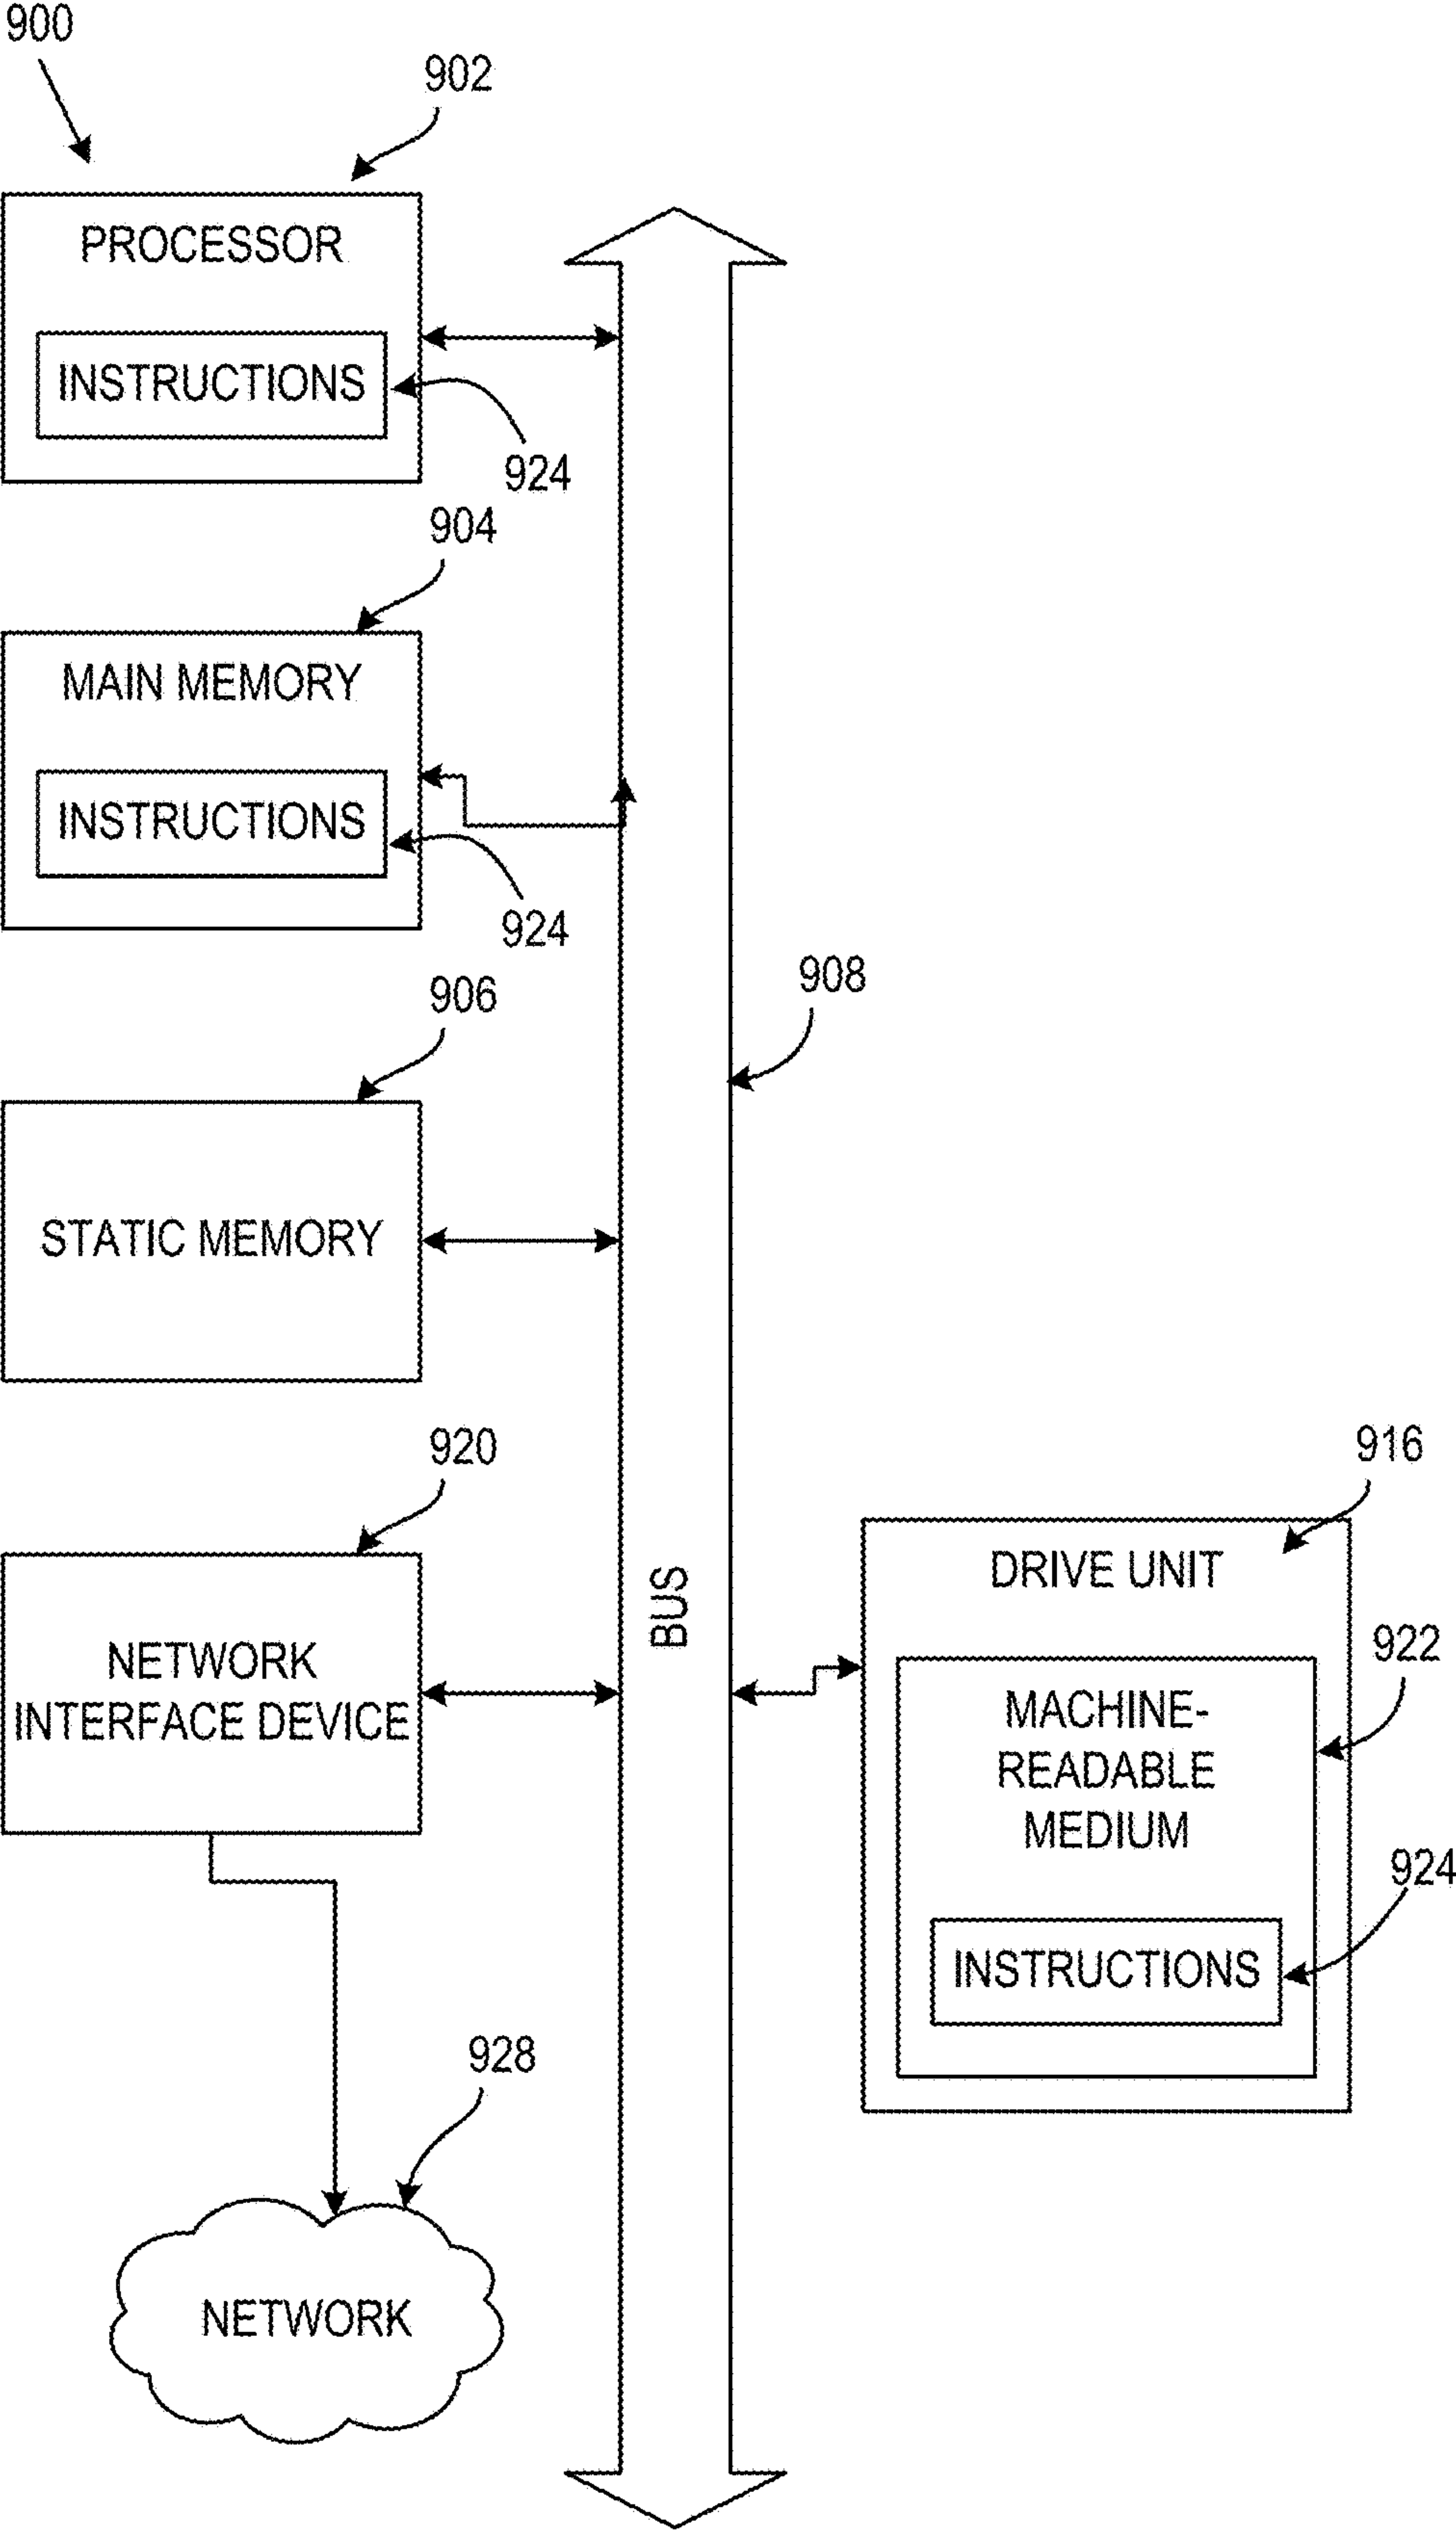 900
902
PROCESSOR
INSTRUCTIONS
924
904
MAIN MEMORY
INSTRUCTIONS
924
906
908
STATIC MEMORY
920
NETWORK
INTERFACE DEVICE
BUS
916
DRIVE UNIT
922
MACHINE-
READABLE
MEDIUM
924
INSTRUCTIONS
928
NETWORK